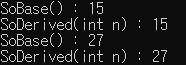 SoBase() : 15
SoDerived(int n) : 15
SoBase() : 27
SoDerived(int n) : 27